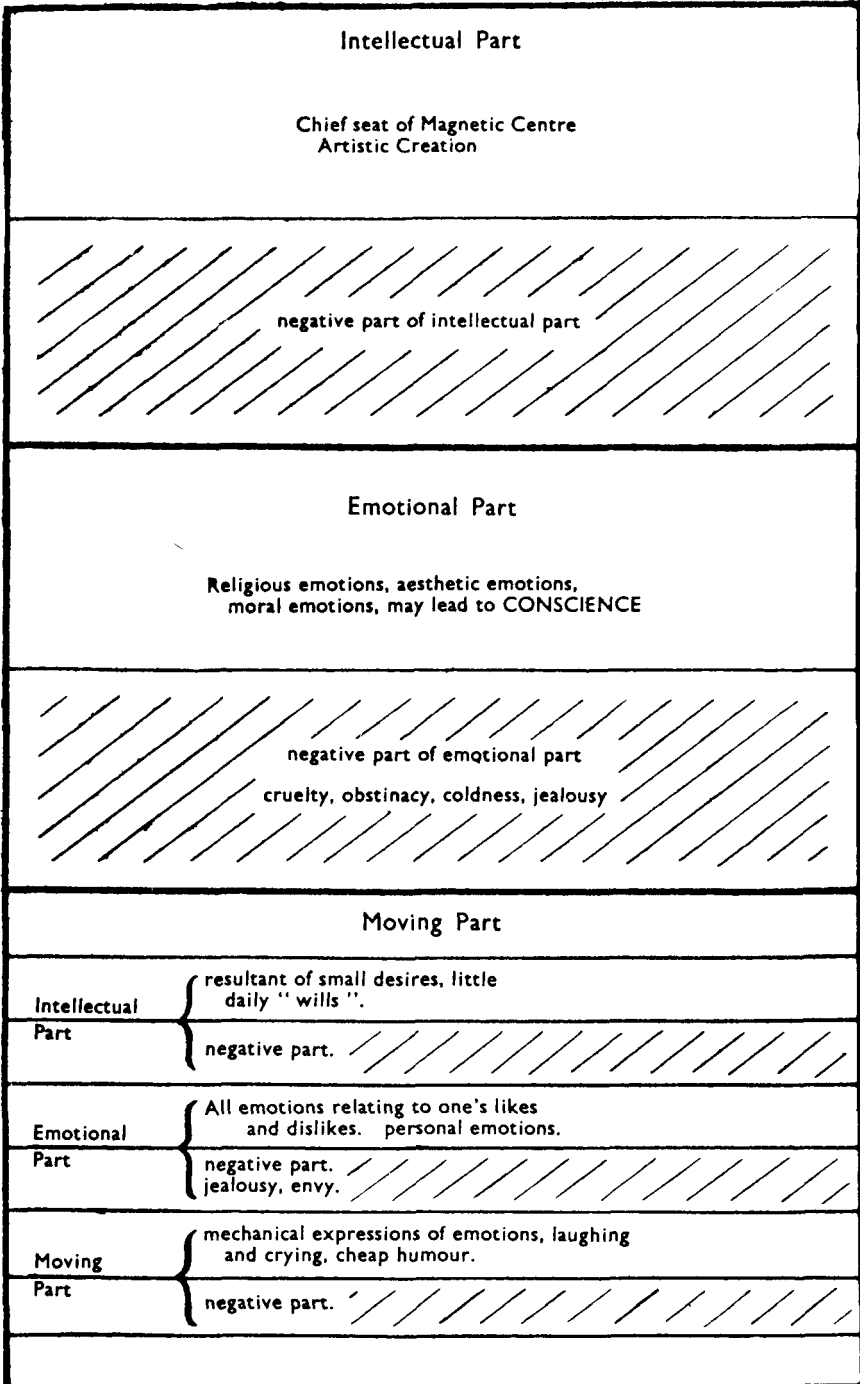 Intellectual Part
Chief seat of Magnetic Centre
Artistic Creation
negative part of intellectual part
Emotional Part
Religious emotions, aesthetic emotions,
moral emotions, may lead to CONSCIENCE
negative part of emotional part
cruelty, obstinacy, coldness, jealousy
Moving Part
Intellectual
Part
resultant of small desires, little
daily " wills ".
negative part.
Emotional
Part
All emotions relating to one's likes
and dislikes. personal emotions.
negative part.
jealousy, envy.
Moving
Part
mechanical expressions of emotions, laughing
and crying, cheap humour.
negative part.